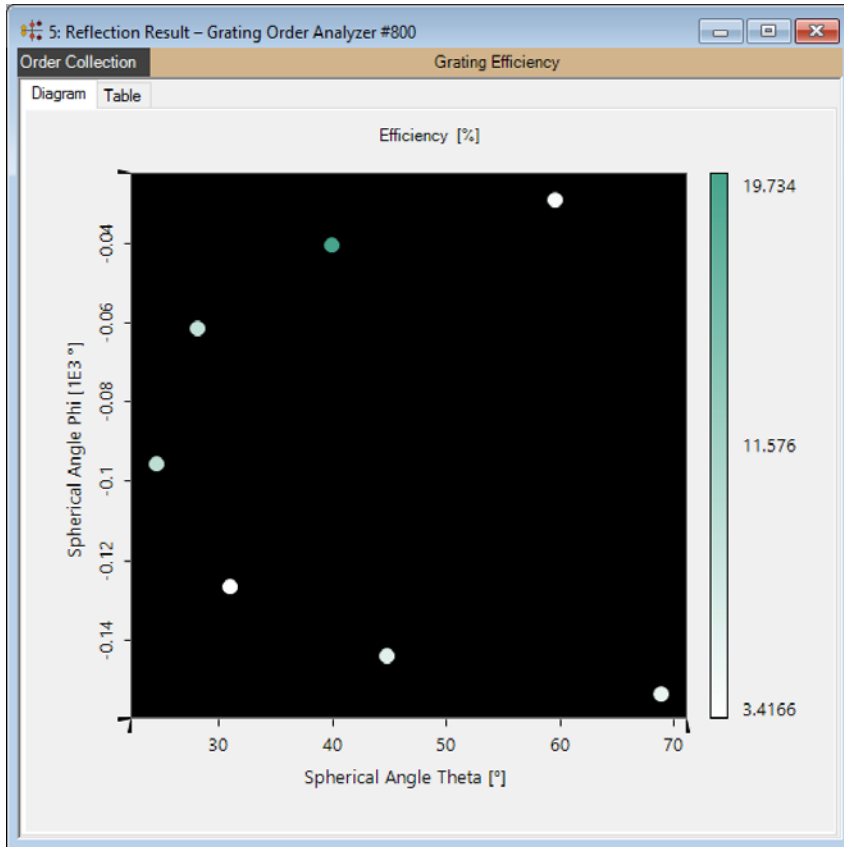 5: Reflection Result – Grating Order Analyzer #800
Order Collection
Grating Efficiency
Diagram
Table
Efficiency [%]
Spherical Angle Phi [1E3 °]
-0.04
-0.06
-0.08
-0.1
-0.12
-0.14
30
40
50
60
70
Spherical Angle Theta [°]
19.734
11.576
3.4166